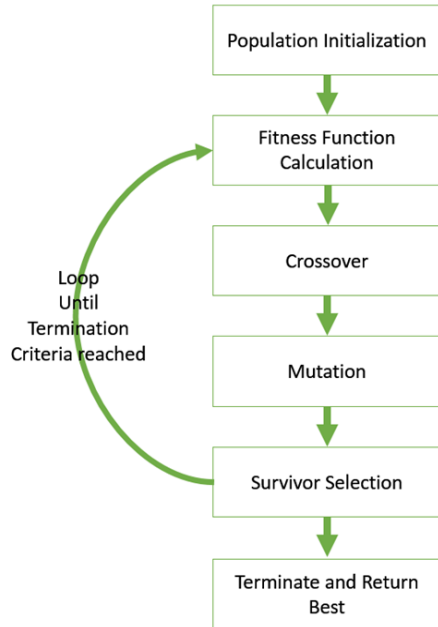 Population Initialization
Fitness Function
Calculation
Crossover
Loop
Until
Termination
Criteria reached
Mutation
Survivor Selection
Terminate and Return
Best